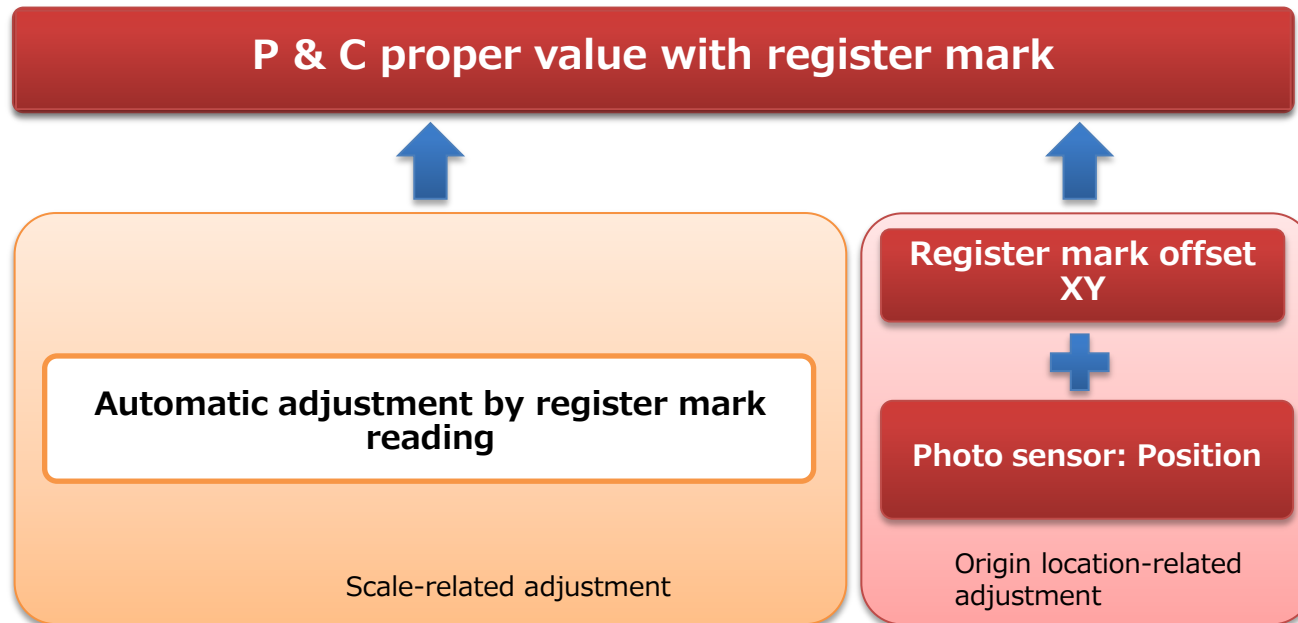 P & C proper value with register mark
Register mark offset
XY
Automatic adjustment by register mark
reading
Photo sensor: Position
Scale-related adjustment
Origin location-related
adjustment